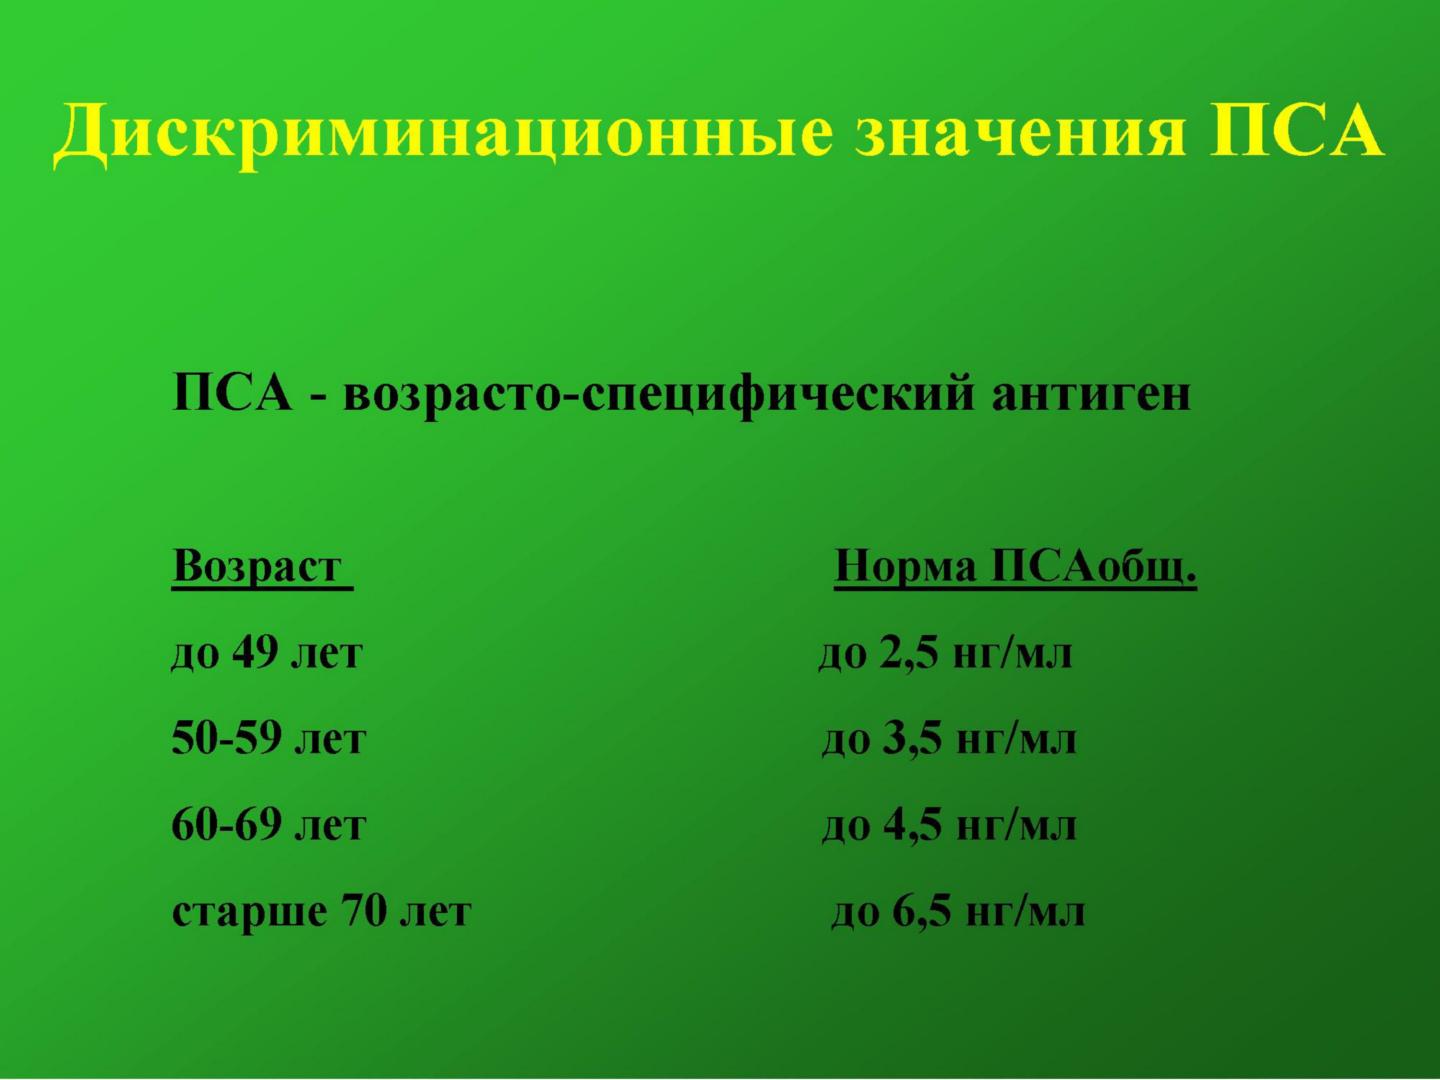 Дискриминационные значения ПСА
ПСА - возрасто-специфический антиген
Возраст Норма ПСАобщ.
до 49 лет до 2,5 нг/мл
50-59 лет до 3,5 нг/мл
60-69 лет до 4,5 нг/мл
старше 70 лет до 6,5 нг/мл